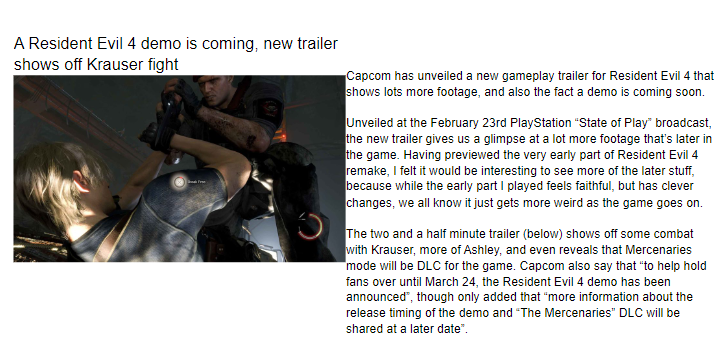 A Resident Evil 4 demo is coming, new trailer
shows off Krauser fight
Capcom has unveiled a new gameplay trailer for Resident Evil 4 that
shows lots more footage, and also the fact a demo is coming soon.
Unveiled at the February 23rd PlayStation “State of Play” broadcast,
the new trailer gives us a glimpse at a lot more footage that’s later in
the game. Having previewed the very early part of Resident Evil 4
remake, I felt it would be interesting to see more of the later stuff,
because while the early part I played feels faithful, but has clever
changes, we all know it just gets more weird as the game goes on.
The two and a half minute trailer (below) shows off some combat
with Krauser, more of Ashley, and even reveals that Mercenaries
mode will be DLC for the game. Capcom also say that “to help hold
fans over until March 24, the Resident Evil 4 demo has been
announced”, though only added that “more information about the
release timing of the demo and “The Mercenaries” DLC will be
shared at a later date”.